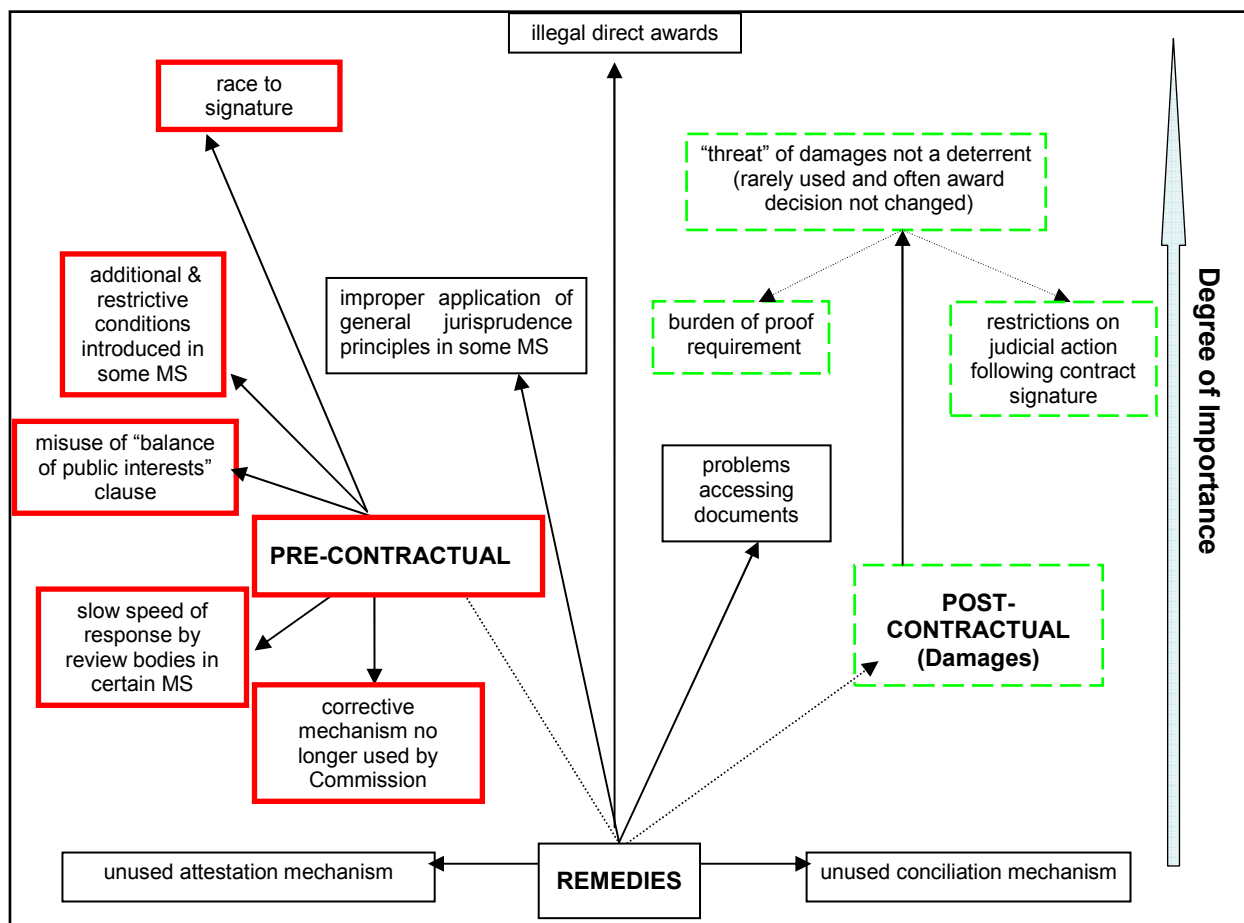 illegal direct awards
race to
signature
“threat” of damages not a deterrent
(rarely used and often award
decision not changed)
additional &
restrictive
conditions
introduced in
some MS
improper application of
general jurisprudence
principles in some MS
burden of proof
requirement
restrictions on
judicial action
following contract
signature
Degree of Importance
misuse of “balance
of public interests”
clause
problems
accessing
documents
PRE-CONTRACTUAL
POST-
CONTRACTUAL
(Damages)
slow speed of
response by
review bodies in
certain MS
corrective
mechanism no
longer used by
Commission
unused attestation mechanism
REMEDIES
unused conciliation mechanism